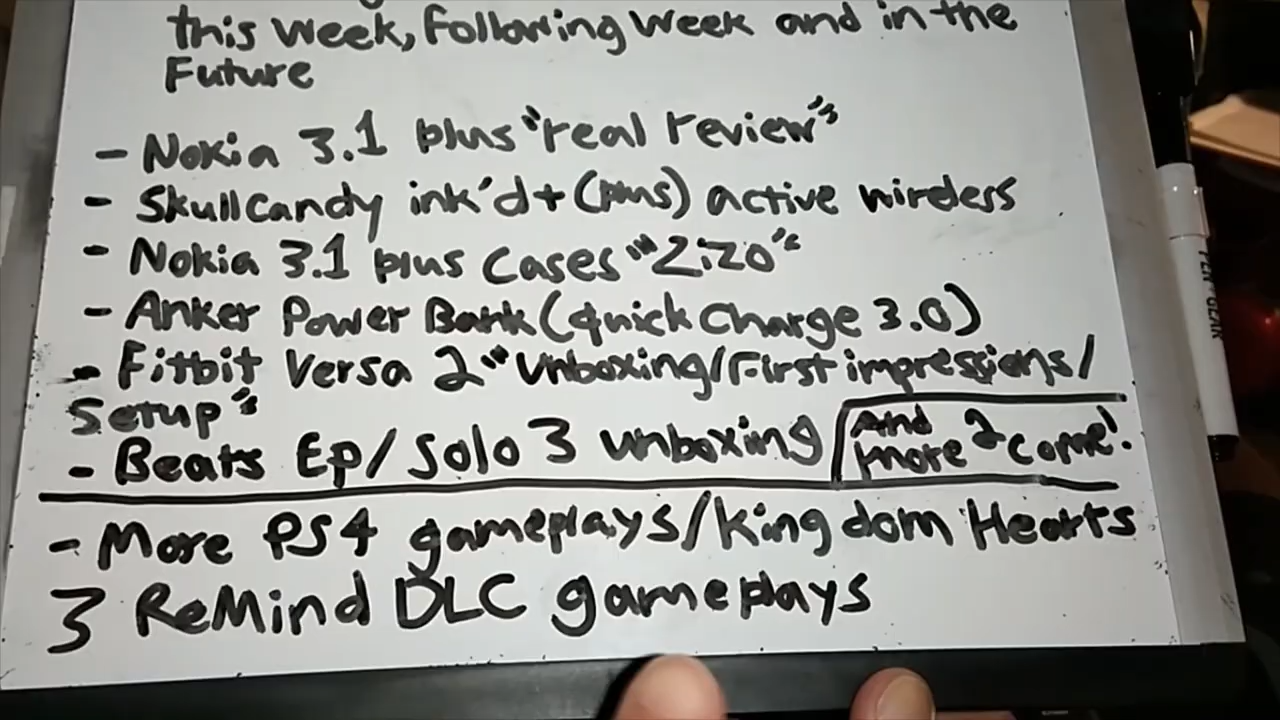 this week, following week and in the
Future
- Nokia 3.1 plus "real review"
- Skullcandy ink'd+ (plus) active wireless
- Nokia 3.1 plus Cases "Zizo"
- Anker Power Bank (quick Charge 3.0)
- Fitbit Versa 2 "Unboxing/First impressions/
Setup"
- Beats Ep/Solo 3 unboxing
And
more 2 come!
- More PS4 gameplays/Kingdom Hearts
3 ReMind DLC gameplays
PEN+GEAR